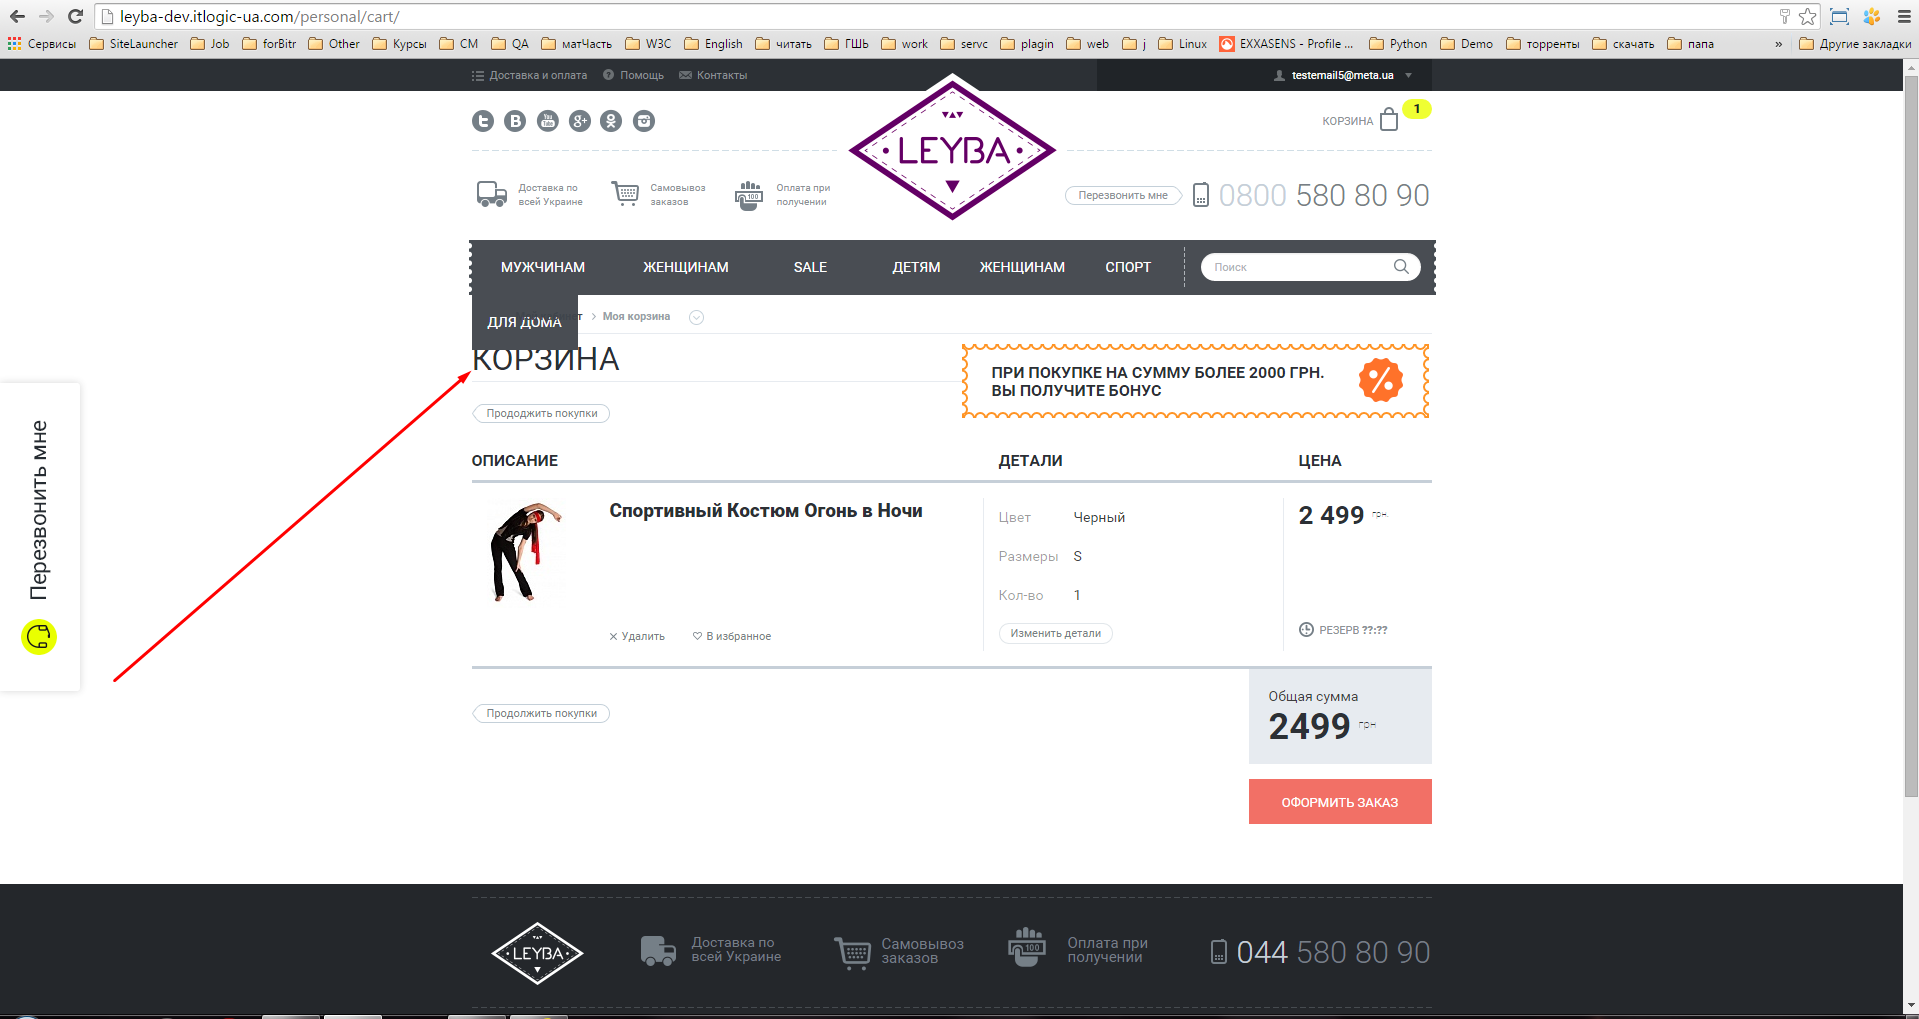 leyba-dev.itlogic-ua.com/personal/cart/
Сервисы SiteLauncher Job forBitr Other Курсы CM QA матЧасть W3C English читать ГШЬ work servc plagin web j Linux EXXASENS - Profile ... Python Demo торренты скачать папа » Другие закладки
Доставка и оплата Помощь Контакты testemail5@meta.ua
КОРЗИНА 1
LEYBA
Доставка по
всей Украине
Самовывоз
заказов
Оплата при
получении
100
Перезвонить мне 0800 580 80 90
МУЖЧИНАМ ЖЕНЩИНАМ SALE ДЕТЯМ ЖЕНЩИНАМ СПОРТ Поиск
ДЛЯ ДОМА
Моя корзина
КОРЗИНА
ПРИ ПОКУПКЕ НА СУММУ БОЛЕЕ 2000 ГРН.
ВЫ ПОЛУЧИТЕ БОНУС
%
Прододжить покупки
Перезвонить мне
ОПИСАНИЕ ДЕТАЛИ ЦЕНА
Спортивный Костюм Огонь в Ночи
Цвет Черный
Размеры S
Кол-во 1
Изменить детали
2 499 грн.
РЕЗЕРВ ??:??
Удалить В избранное
Продолжить покупки
Общая сумма
2499 грн
ОФОРМИТЬ ЗАКАЗ
LEYBA
Доставка по
всей Украине
Самовывоз
заказов
100
Оплата при
получении
044 580 80 90